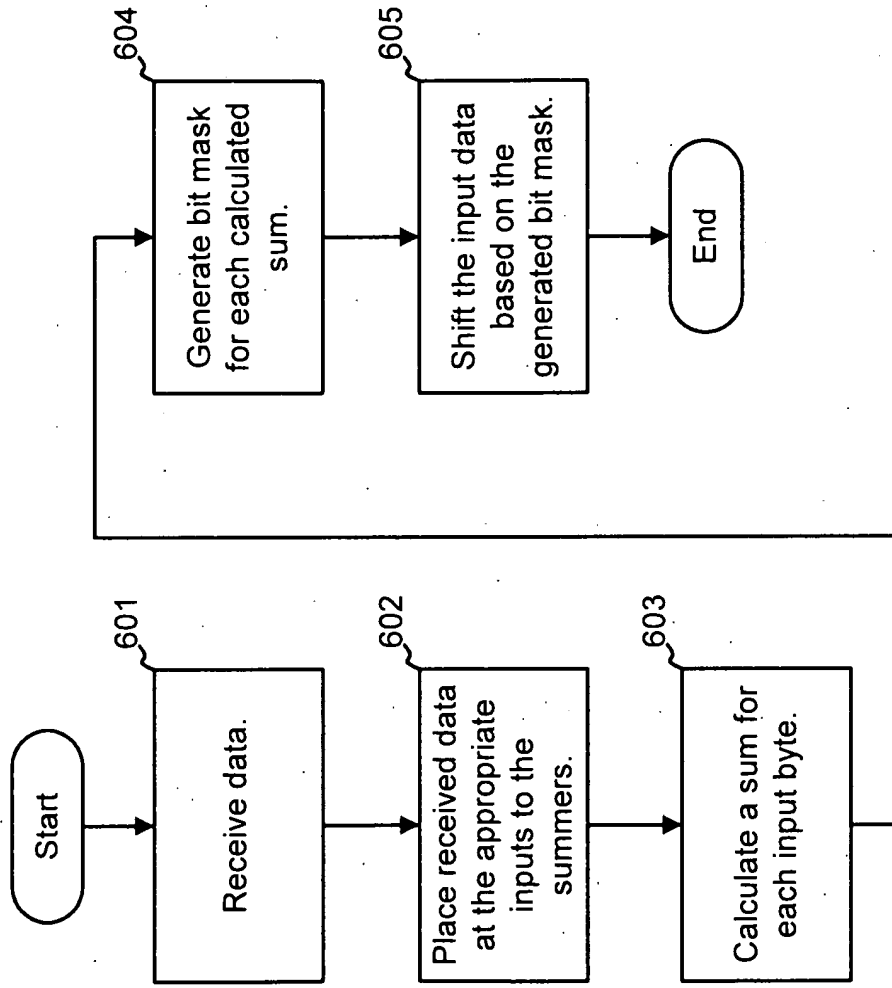 Start
601
Receive data.
602
Place received data
at the appropriate
inputs to the
summers.
603
Calculate a sum for
each input byte.
604
Generate bit mask
for each calculated
sum.
605
Shift the input data
based on the
generated bit mask.
End